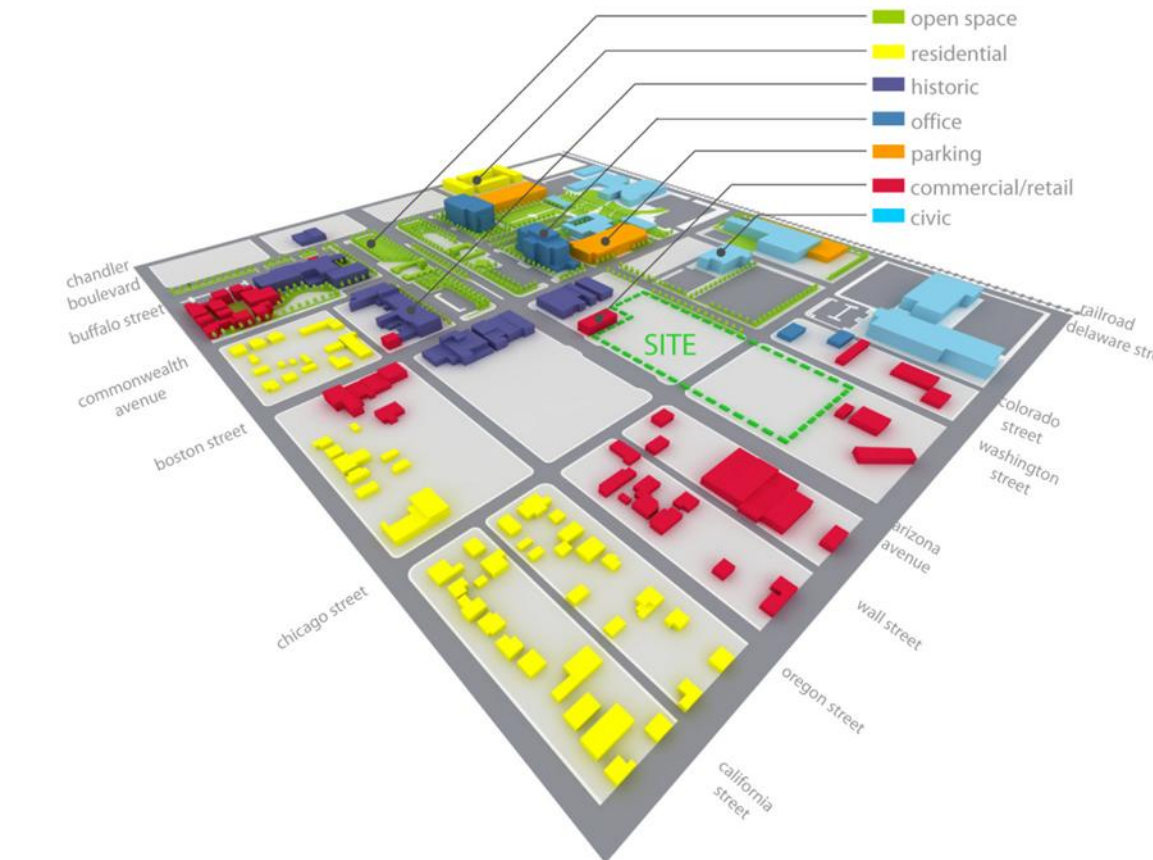 open space
residential
historic
office
parking
commercial/retail
civic
chandler
boulevard
buffalo street
commonwealth
avenue
boston street
chicago street
SITE
railroad
delaware str
colorado
street
washington
street
arizona
avenue
wall street
oregon street
california
street